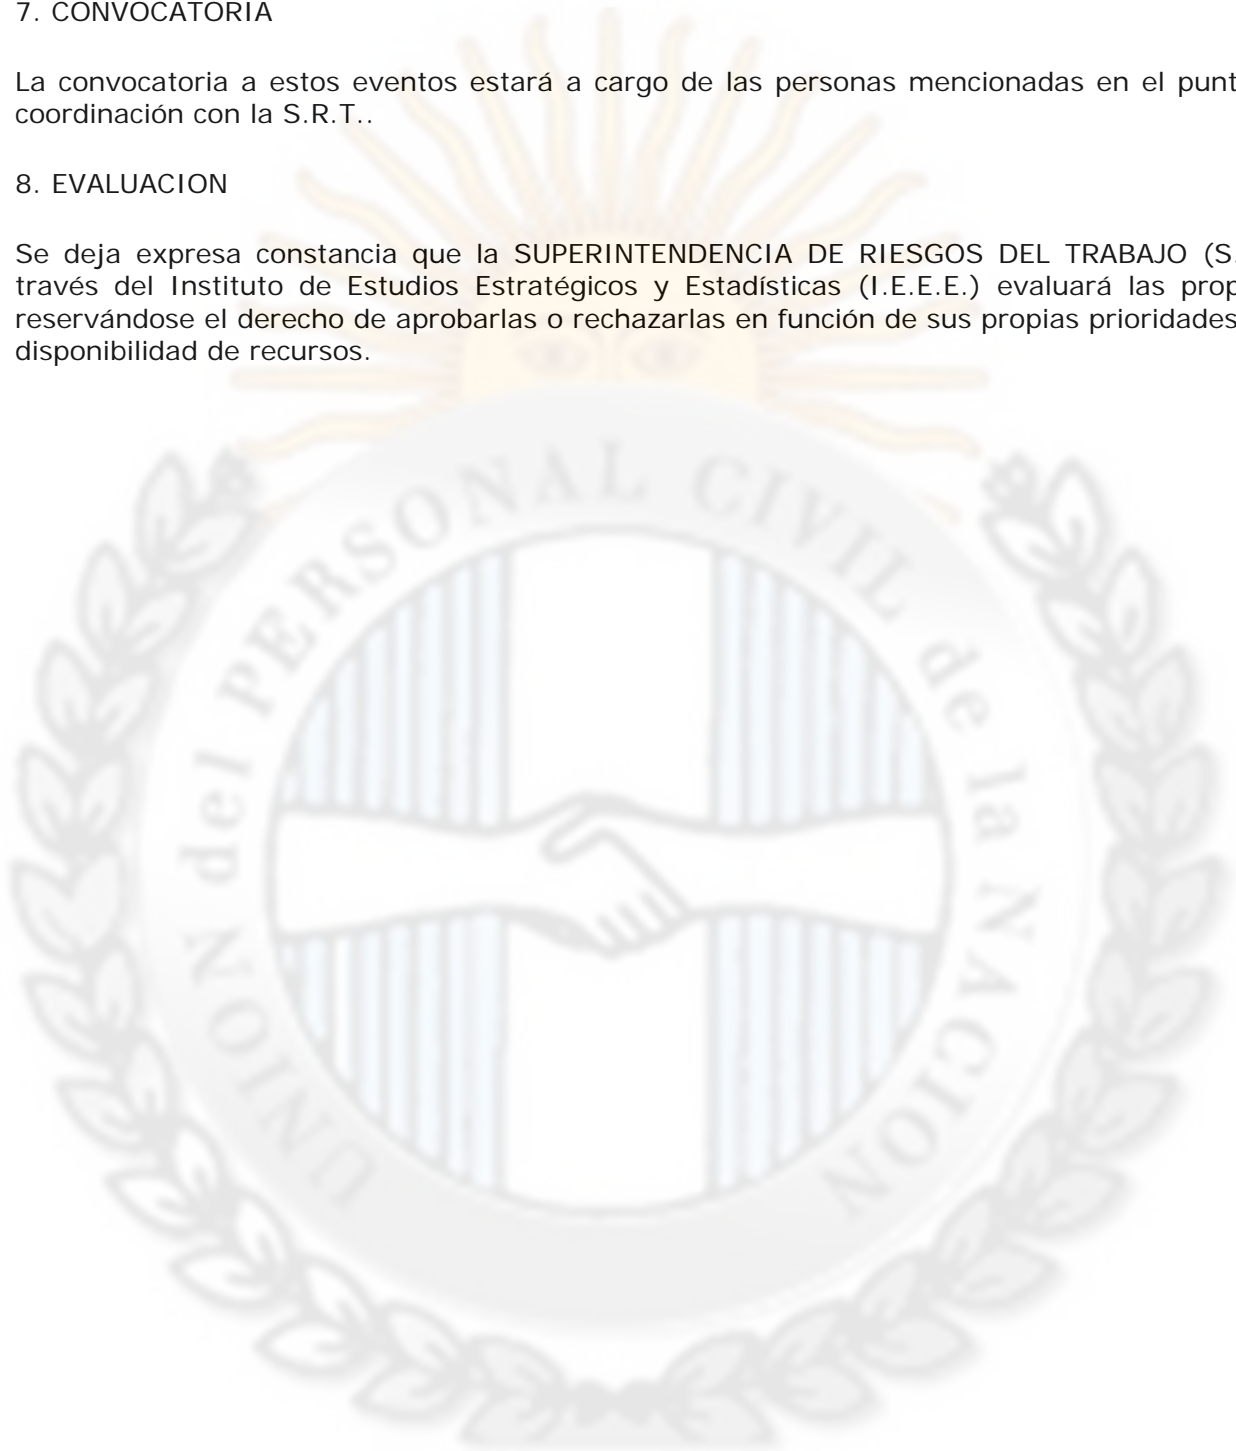 7. CONVOCATORIA
La convocatoria a estos eventos estará a cargo de las personas mencionadas en el punt
coordinación con la S.R.T..
8. EVALUACION
Se deja expresa constancia que la SUPERINTENDENCIA DE RIESGOS DEL TRABAJO (S.
través del Instituto de Estudios Estratégicos y Estadísticas (I.E.E.E.) evaluará las prop
reservándose el derecho de aprobarlas o rechazarlas en función de sus propias prioridades
disponibilidad de recursos.
UNION del PERSONAL CIVIL de la NACION